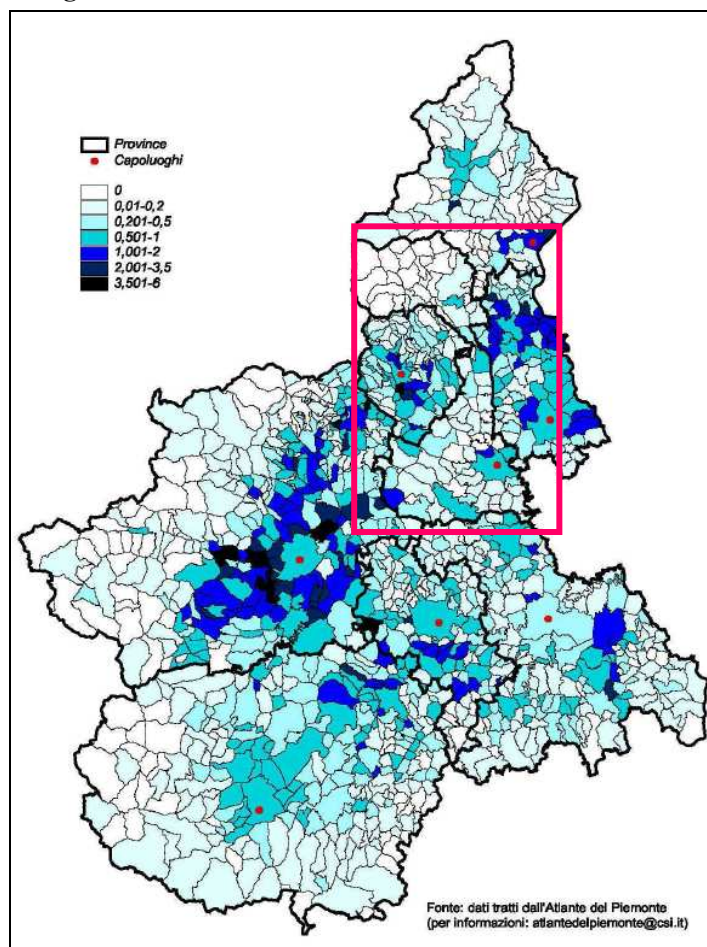 Province
Capoluoghi
0
0,01-0,2
0,201-0,5
0,501-1
1,001-2
2,001-3,5
3,501-6
Fonte: dati tratti dall'Atlante del Piemonte
(per informazioni: atlantedelpiemonte@csi.it)